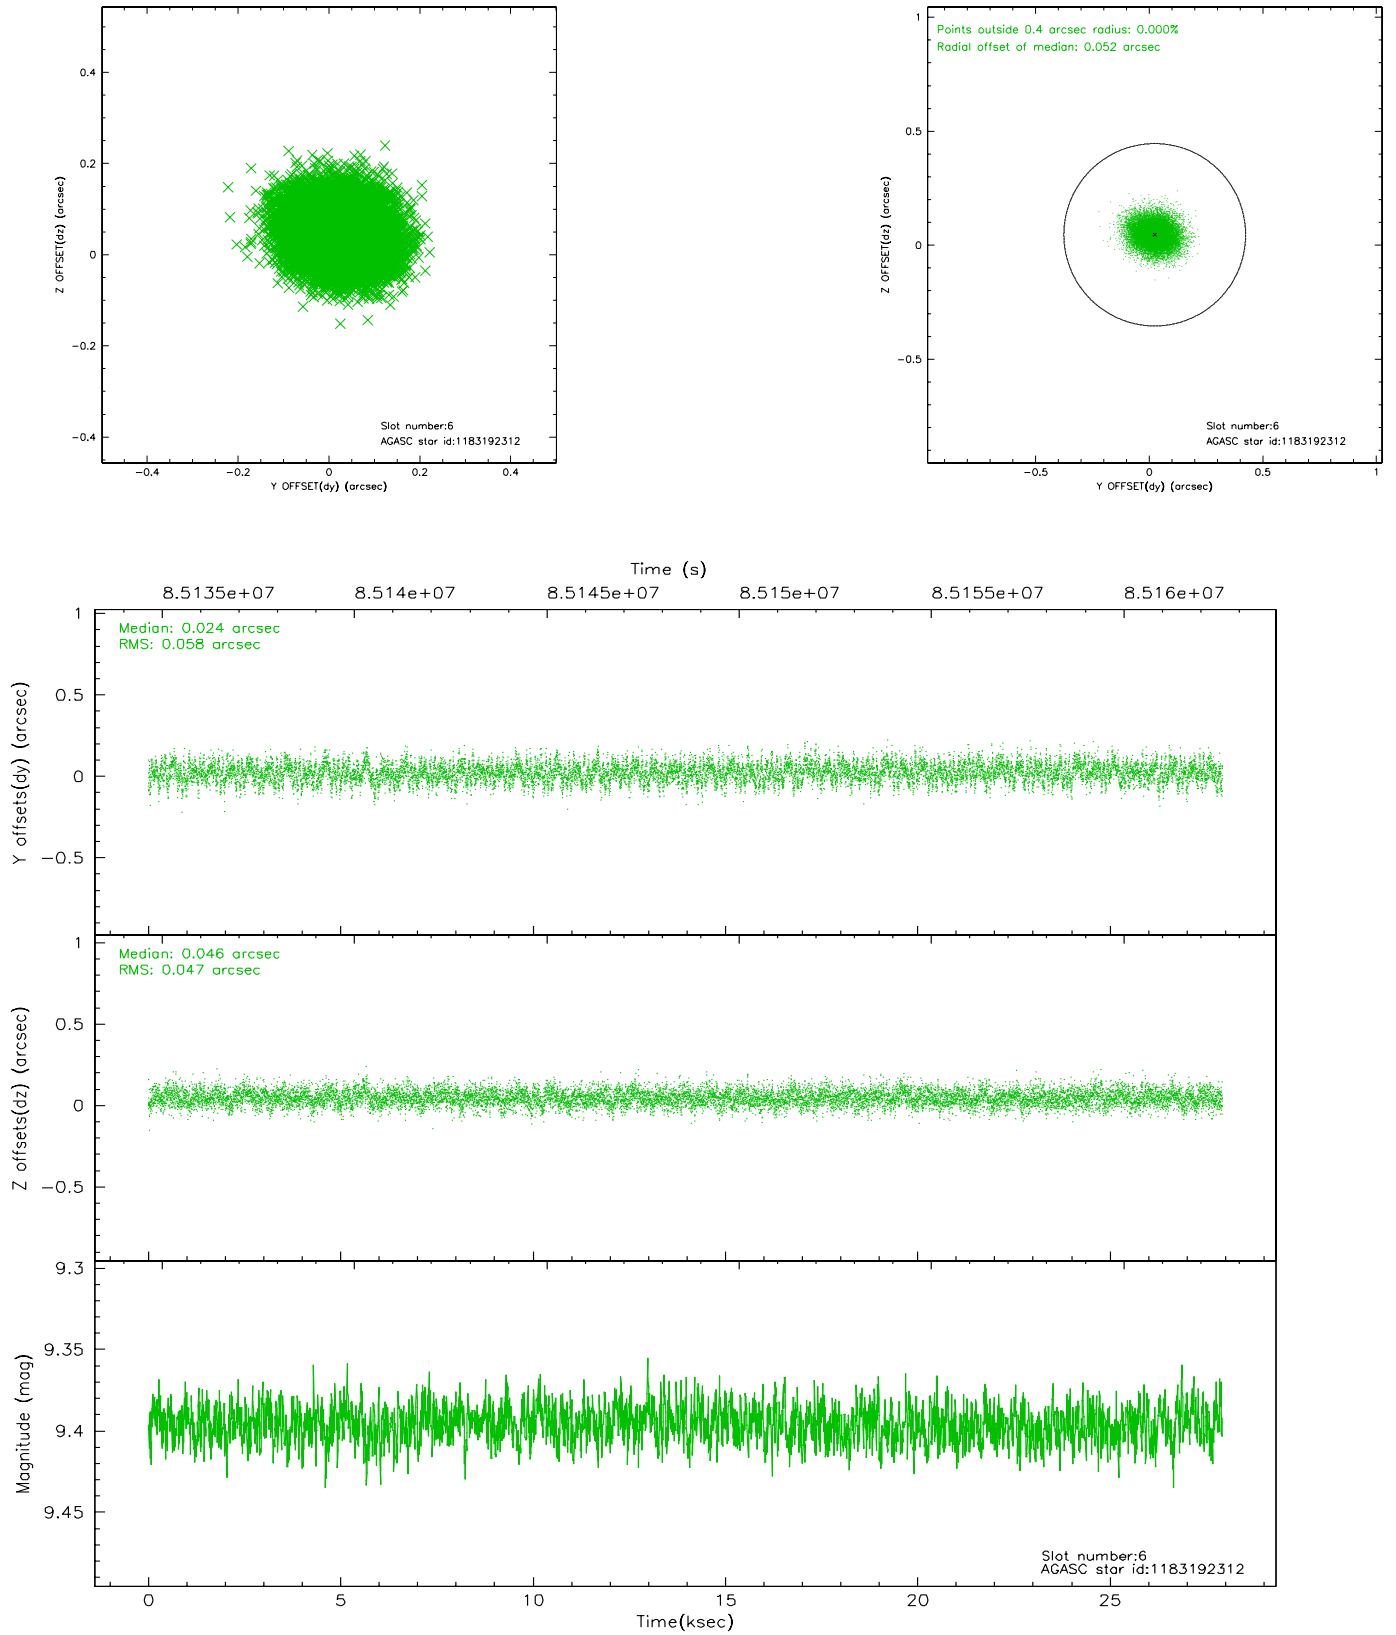 0.4
0.2
0
−0.2
−0.4
Z OFFSET(dz) (arcsec)
Slot number:6
AGASC star id:1183192312
−0.4 −0.2 0 0.2 0.4
Y OFFSET(dy) (arcsec)
1
0.5
0
−0.5
Z OFFSET(dz) (arcsec)
Points outside 0.4 arcsec radius: 0.000%
Radial offset of median: 0.052 arcsec
Slot number:6
AGASC star id:1183192312
−0.5 0 0.5 1
Y OFFSET(dy) (arcsec)
Time (s)
8.5135e+07 8.514e+07 8.5145e+07 8.515e+07 8.5155e+07 8.516e+07
Median: 0.024 arcsec
RMS: 0.058 arcsec
1
0.5
0
−0.5
Y offsets(dy) (arcsec)
Median: 0.046 arcsec
RMS: 0.047 arcsec
1
0.5
0
−0.5
Z offsets(dz) (arcsec)
9.3
9.35
9.4
9.45
Magnitude (mag)
Slot number:6
AGASC star id:1183192312
0 5 10 15 20 25
Time(ksec)